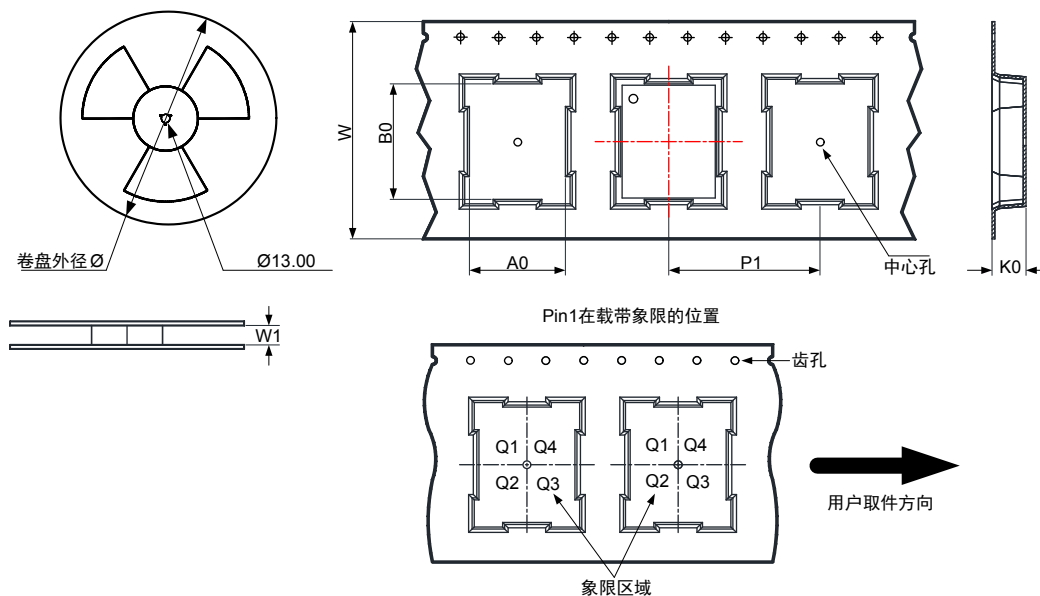 卷盘外径Ø
Ø13.00
W1
W
B0
A0
P1
中心孔
K0
Pin1在载带象限的位置
齿孔
Q1 Q4
Q2 Q3
Q1 Q4
Q2 Q3
用户取件方向
象限区域